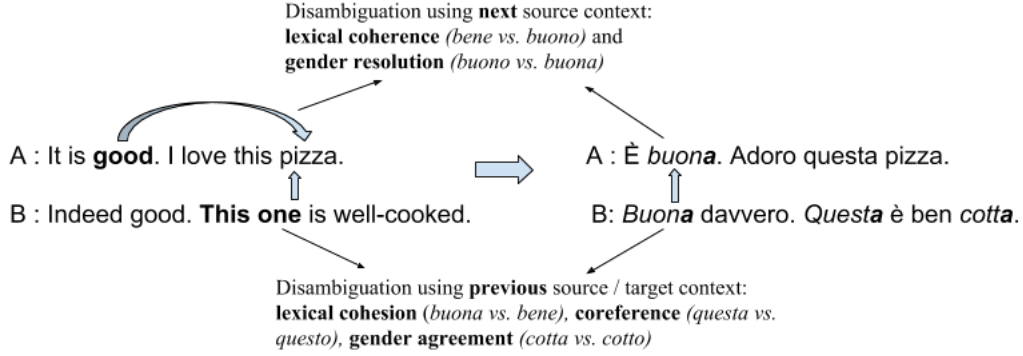 Disambiguation using next source context:
lexical coherence (bene vs. buono) and
gender resolution (buono vs. buona)
A : It is good. I love this pizza.
A : È buona. Adoro questa pizza.
B : Indeed good. This one is well-cooked.
B: Buona davvero. Questa è ben cotta.
Disambiguation using previous source / target context:
lexical cohesion (buona vs. bene), coreference (questa vs.
questo), gender agreement (cotta vs. cotto)